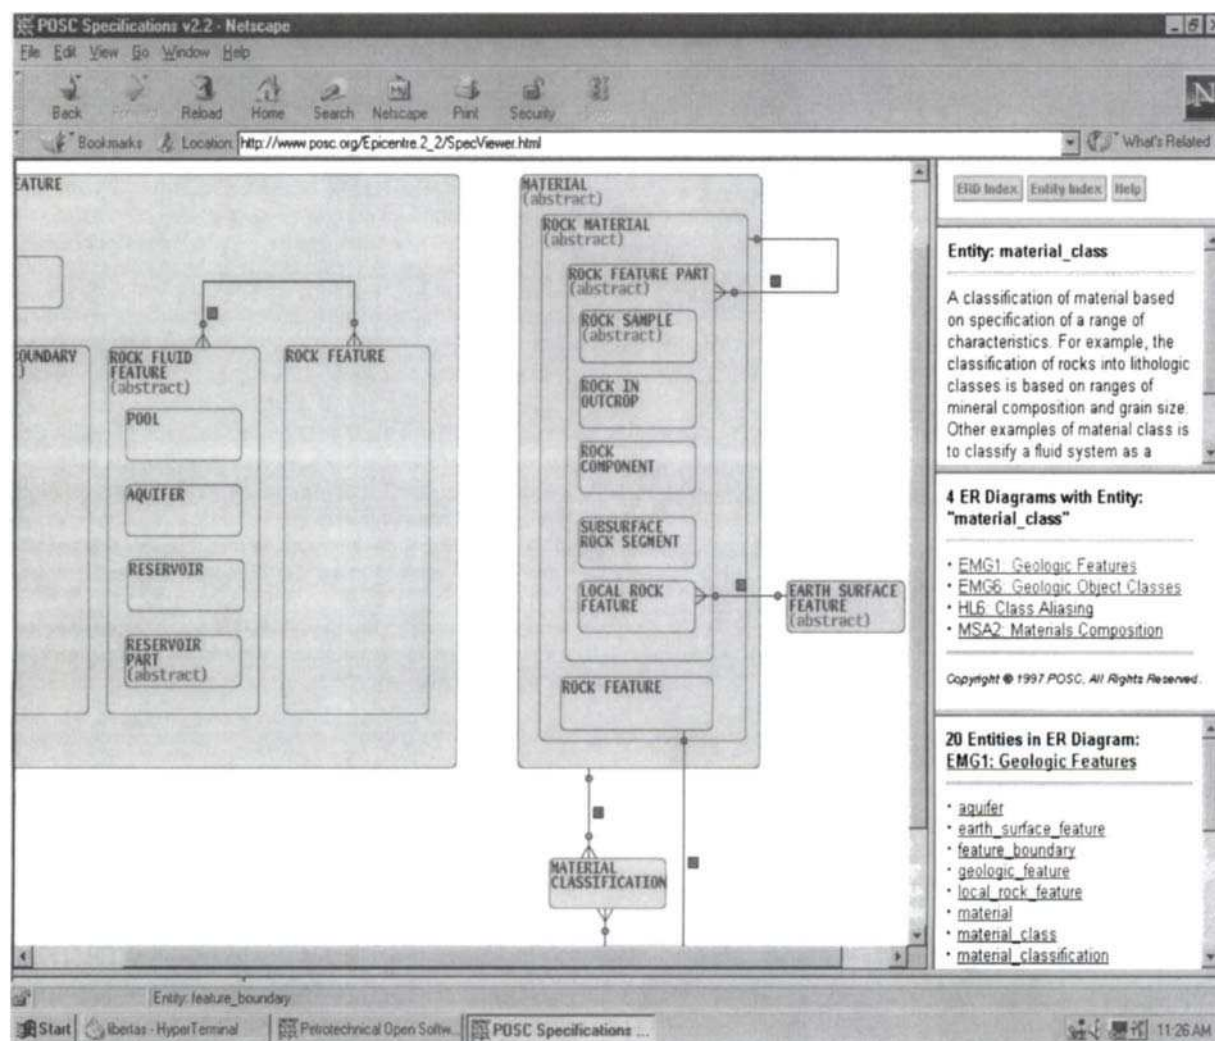 POSC Specifications v2.2 - Netscape
File Edit View Go Window Help
Back Reload Home Search Netscape Print Security
Bookmarks Location: http://www.posc.org/Epicentre.2_2/SpecViewer.html What's Related
EATURE
OUNDARY
)
ROCK FLUID
FEATURE
(abstract)
POOL
AQUIFER
RESERVOIR
RESERVOIR
PART
(abstract)
ROCK FEATURE
MATERIAL
(abstract)
ROCK MATERIAL
(abstract)
ROCK FEATURE PART
(abstract)
ROCK SAMPLE
(abstract)
ROCK IN
OUTCROP
ROCK
COMPONENT
SUBSURFACE
ROCK SEGMENT
LOCAL ROCK
FEATURE
EARTH SURFACE
FEATURE
(abstract)
ROCK FEATURE
MATERIAL
CLASSIFICATION
ERD Index Entity Index Help
Entity: material_class
A classification of material based
on specification of a range of
characteristics. For example, the
classification of rocks into lithologic
classes is based on ranges of
mineral composition and grain size.
Other examples of material class is
to classify a fluid system as a
4 ER Diagrams with Entity:
"material_class"
• EMG1: Geologic Features
• EMG6: Geologic Object Classes
• HL6: Class Aliasing
• MSA2: Materials Composition
Copyright © 1997 POSC, All Rights Reserved.
20 Entities in ER Diagram:
EMG1: Geologic Features
• aquifer
• earth_surface_feature
• feature_boundary
• geologic_feature
• local_rock_feature
• material
• material_class
• material_classification
Entity: feature_boundary
Start libertas - HyperTerminal Petrotechnical Open Softw... POSC Specifications ... 11:26 AM